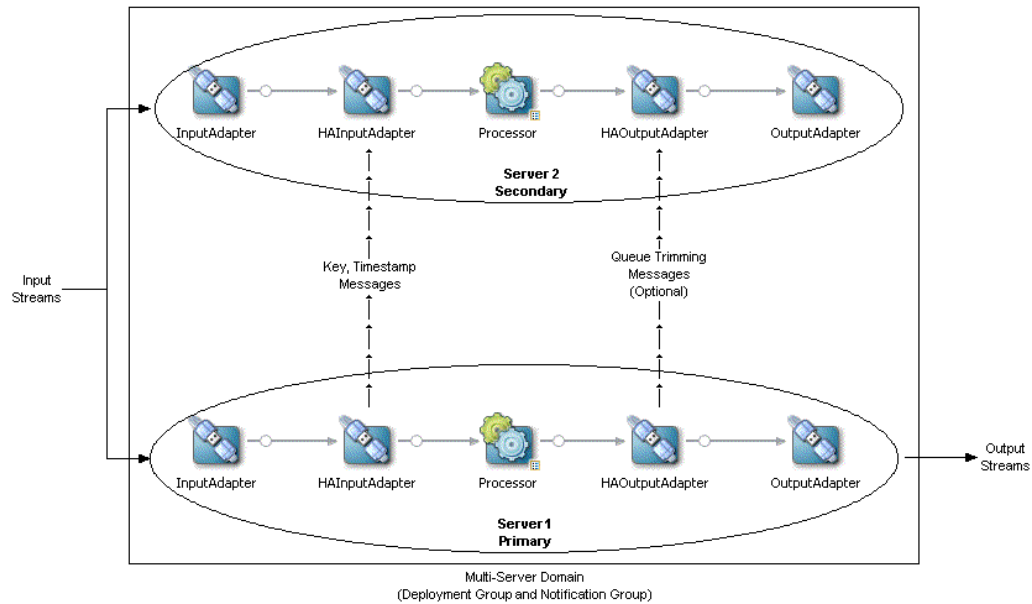 InputAdapter
HAInputAdapter
Processor
HAOutputAdapter
OutputAdapter
Server 2
Secondary
Key, Timestamp
Messages
Queue Trimming
Messages
(Optional)
Input
Streams
InputAdapter
HAInputAdapter
Processor
HAOutputAdapter
OutputAdapter
Output
Streams
Server 1
Primary
Multi-Server Domain
(Deployment Group and Notification Group)